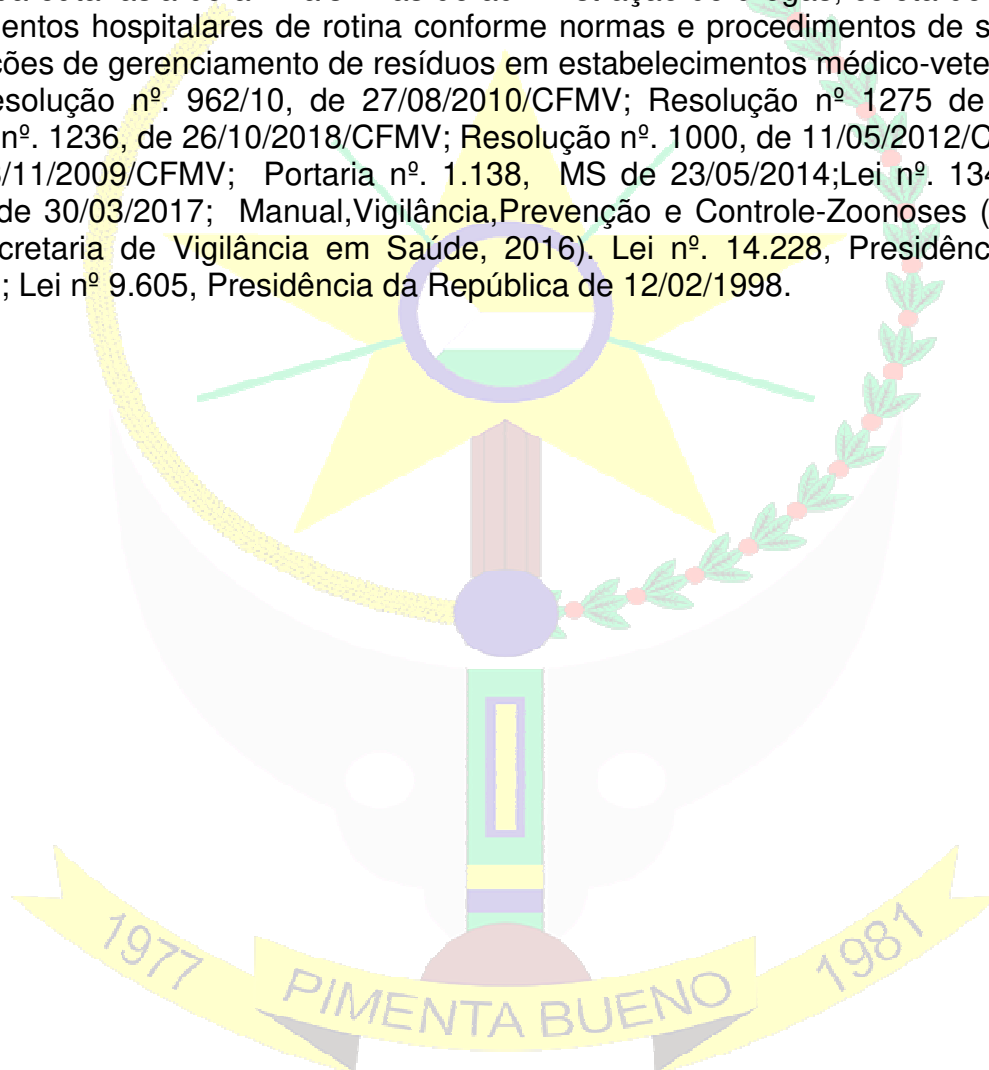 entos hospitalares de rotina conforme normas e procedimentos de s
ções de gerenciamento de resíduos em estabelecimentos médico-vete
esolução nº. 962/10, de 27/08/2010/CFMV; Resolução nº 1275 de
nº. 1236, de 26/10/2018/CFMV; Resolução nº. 1000, de 11/05/2012/C
/11/2009/CFMV; Portaria nº. 1.138, MS de 23/05/2014;Lei nº. 134
de 30/03/2017; Manual,Vigilância,Prevenção e Controle-Zoonoses (
cretaria de Vigilância em Saúde, 2016). Lei nº. 14.228, Presidênc
; Lei nº 9.605, Presidência da República de 12/02/1998.
1977 PIMENTA BUENO 1981